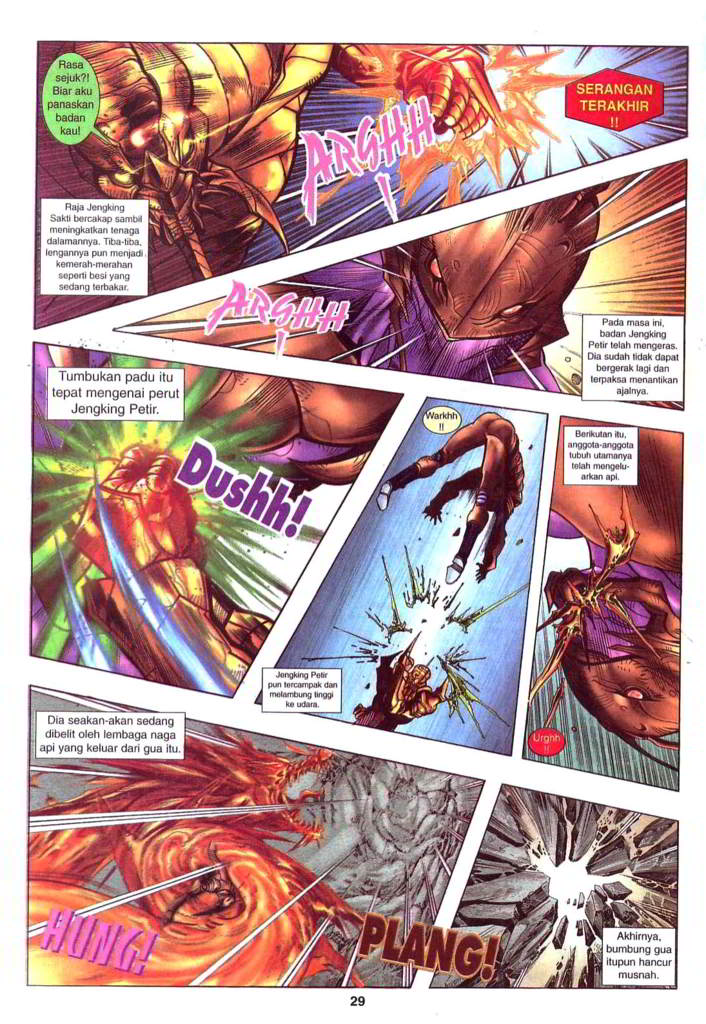 Rasa
sejuk?!
Biar aku
panaskan
badan
kau!
SERANGAN
TERAKHIR
!!
ARGHH
!
Raja Jengking
Sakti bercakap sambil
meningkatkan tenaga
dalamannya. Tiba-tiba,
lengannya pun menjadi
kemerah-merahan
seperti besi yang
sedang terbakar.
ARGHH
!
Pada masa ini,
badan Jengking
Petir telah mengeras.
Dia sudah tidak dapat
bergerak lagi dan
terpaksa menantikan
ajalnya.
Tumbukan padu itu
tepat mengenai perut
Jengking Petir.
Dushh!
Warkhh
!!
Jengking Petir
pun tercampak dan
melambung tinggi
ke udara.
Berikutan itu,
anggota-anggota
tubuh utamanya
telah mengelu-
arkan api.
Urghh
!!
Dia seakan-akan sedang
dibelit oleh lembaga naga
api yang keluar dari gua itu.
HUNG!
PLANG!
Akhirnya,
bumbung gua
itupun hancur
musnah.
29